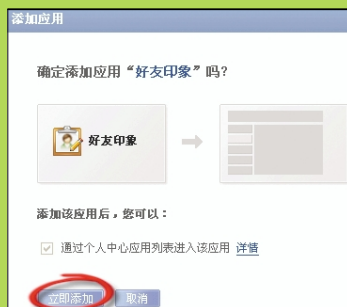 添加应用
确定添加应用“好友印象”吗？
好友印象
添加该应用后，您可以：
通过个人中心应用列表进入该应用 详情
立即添加 取消